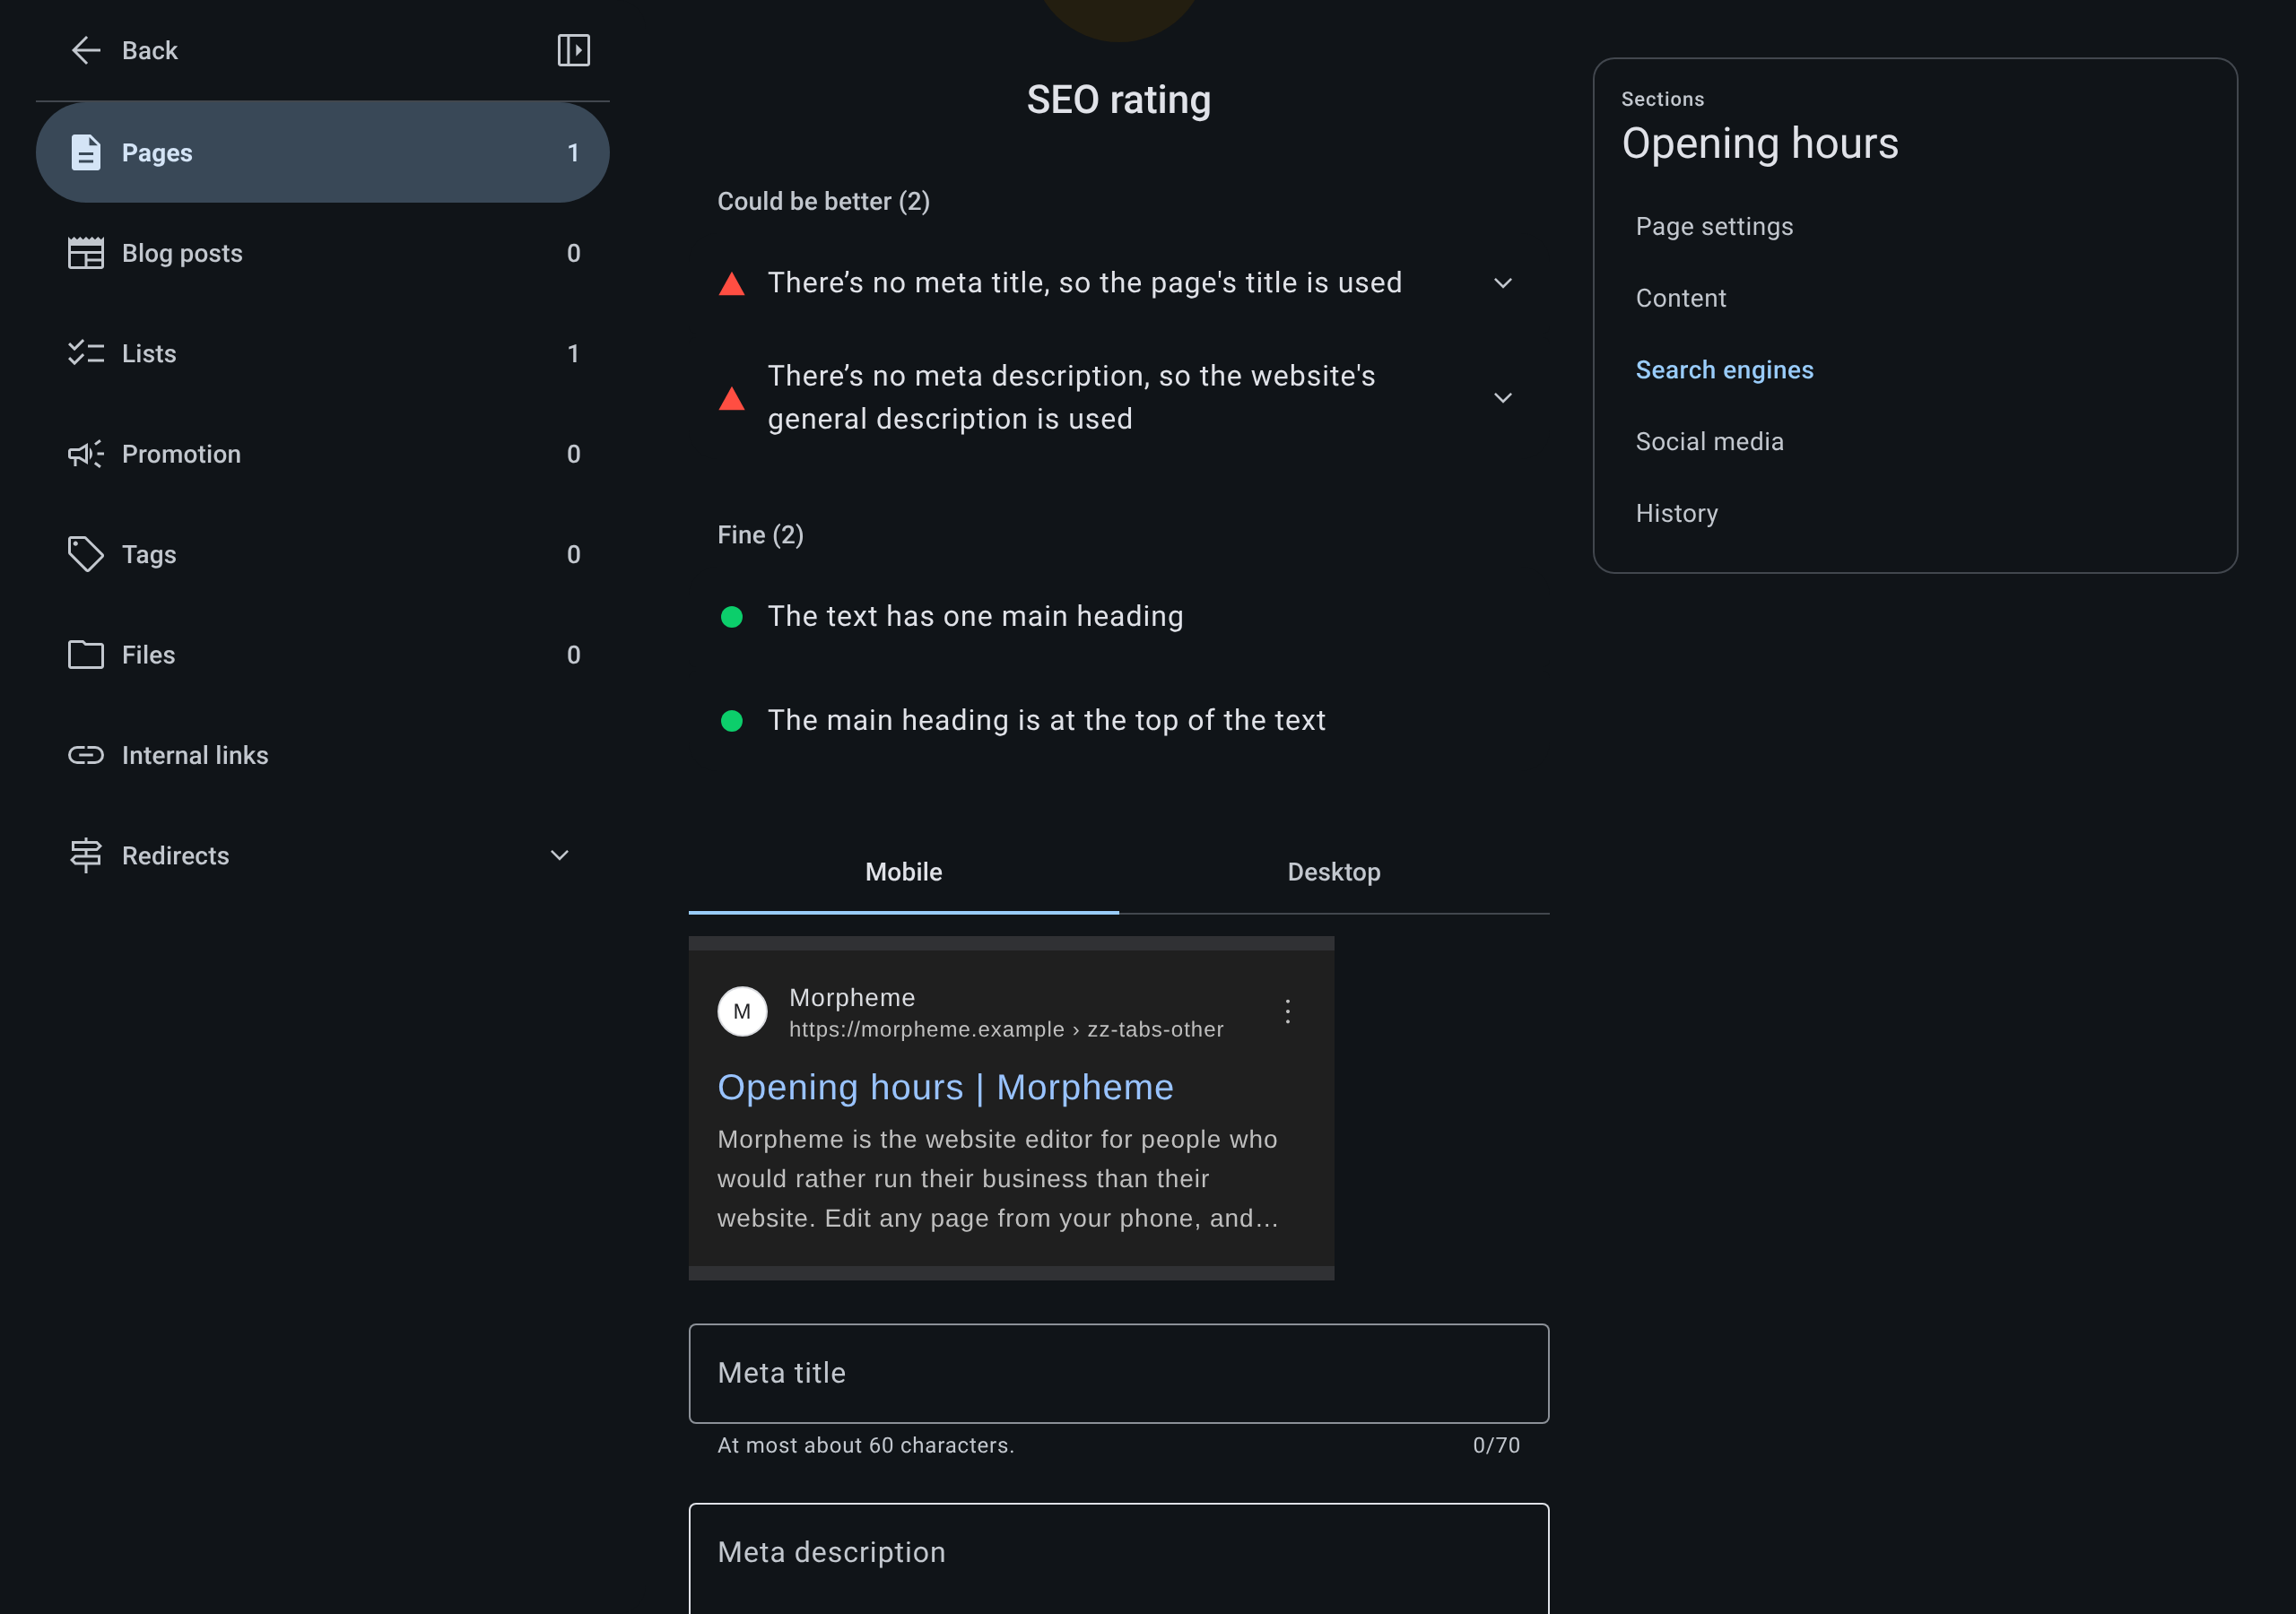 Back
Pages 1
Blog posts 0
Lists 1
Promotion 0
Tags 0
Files 0
Internal links
Redirects
SEO rating
Could be better (2)
There’s no meta title, so the page's title is used
There’s no meta description, so the website's
general description is used
Fine (2)
The text has one main heading
The main heading is at the top of the text
Mobile Desktop
M
Morpheme
https://morpheme.example › zz-tabs-other
Opening hours | Morpheme
Morpheme is the website editor for people who
would rather run their business than their
website. Edit any page from your phone, and...
Meta title
At most about 60 characters. 0/70
Meta description
Sections
Opening hours
Page settings
Content
Search engines
Social media
History